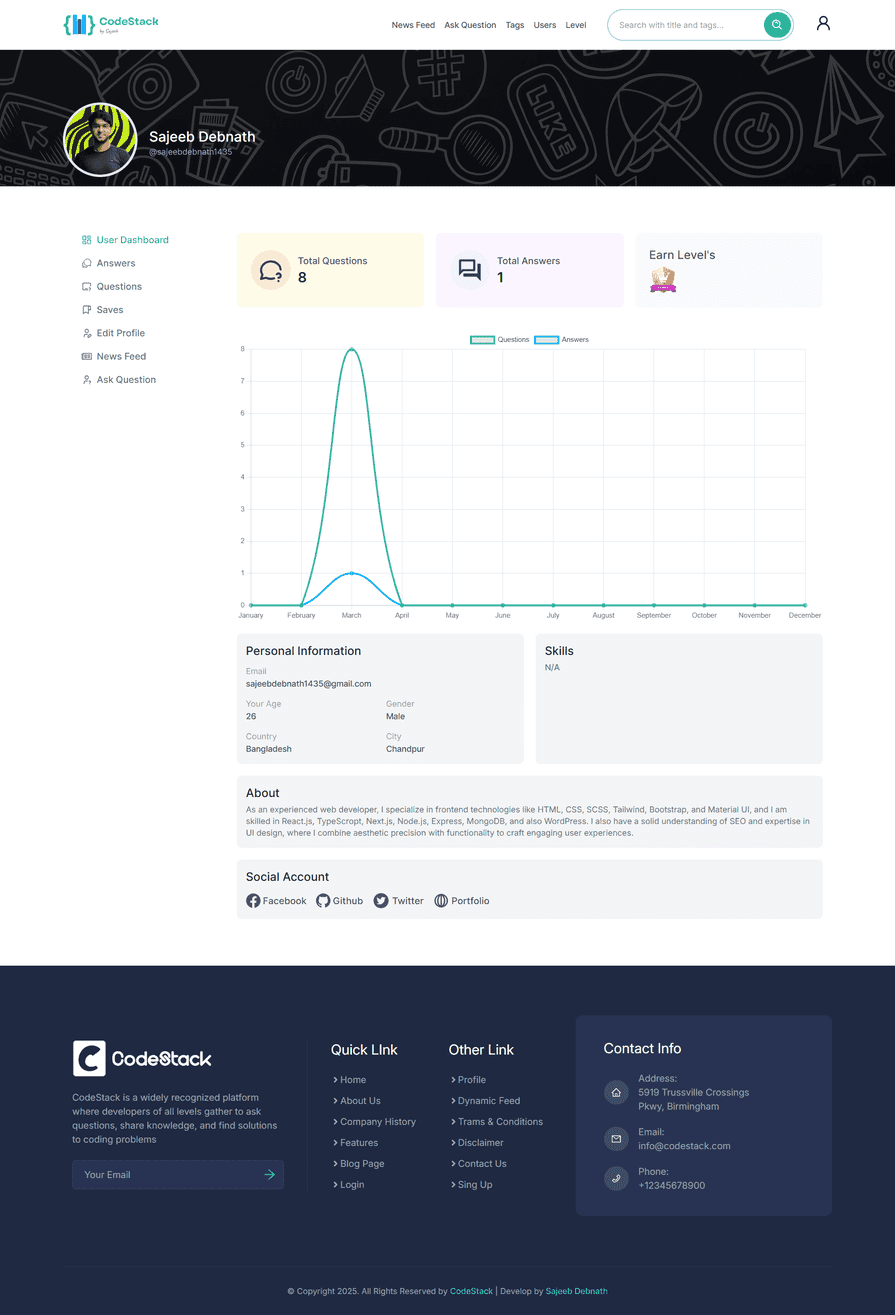 CodeStack
News Feed Ask Question Tags Users Level
Search with title and tags...
LIVE
Sajeeb Debnath
@sajeebdebnath1435
User Dashboard
Answers
Questions
Saves
Edit Profile
News Feed
Ask Question
Total Questions
8
Total Answers
1
Earn Level's
Questions Answers
8
7
6
5
4
3
2
1
0
January February March April May June July August September October November December
Personal Information
Email
sajeebdebnath1435@gmail.com
Your Age Gender
26 Male
Country City
Bangladesh Chandpur
Skills
N/A
About
As an experienced web developer, I specialize in frontend technologies like HTML, CSS, SCSS, Tailwind, Bootstrap, and Material UI, and I am
skilled in React.js, TypeScropt, Next.js, Node.js, Express, MongoDB, and also WordPress. I also have a solid understanding of SEO and expertise in
UI design, where I combine aesthetic precision with functionality to craft engaging user experiences.
Social Account
Facebook Github Twitter Portfolio
CodeStack
CodeStack is a widely recognized platform
where developers of all levels gather to ask
questions, share knowledge, and find solutions
to coding problems
Your Email
Quick LInk
Home
About Us
Company History
Features
Blog Page
Login
Other Link
Profile
Dynamic Feed
Trams & Conditions
Disclaimer
Contact Us
Sing Up
Contact Info
Address:
5919 Trussville Crossings
Pkwy, Birmingham
Email:
info@codestack.com
Phone:
+12345678900
© Copyright 2025. All Rights Reserved by CodeStack | Develop by Sajeeb Debnath